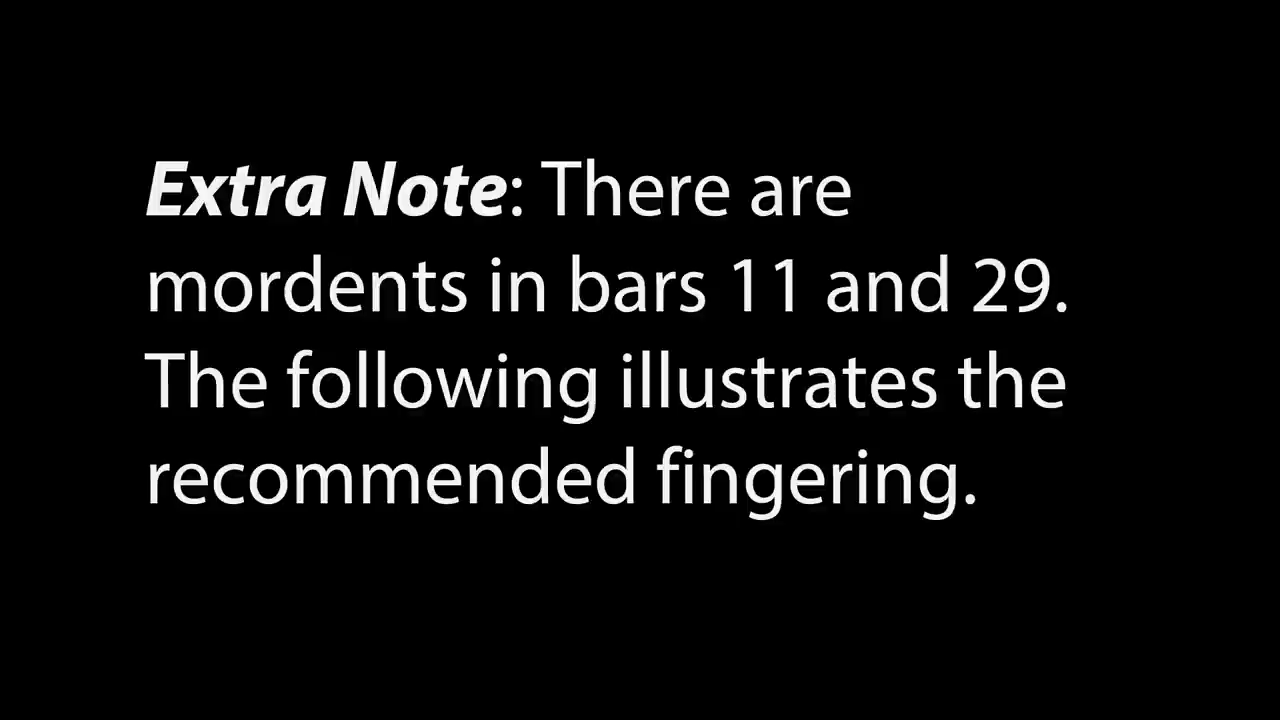 Extra Note: There are
mordents in bars 11 and 29.
The following illustrates the
recommended fingering.